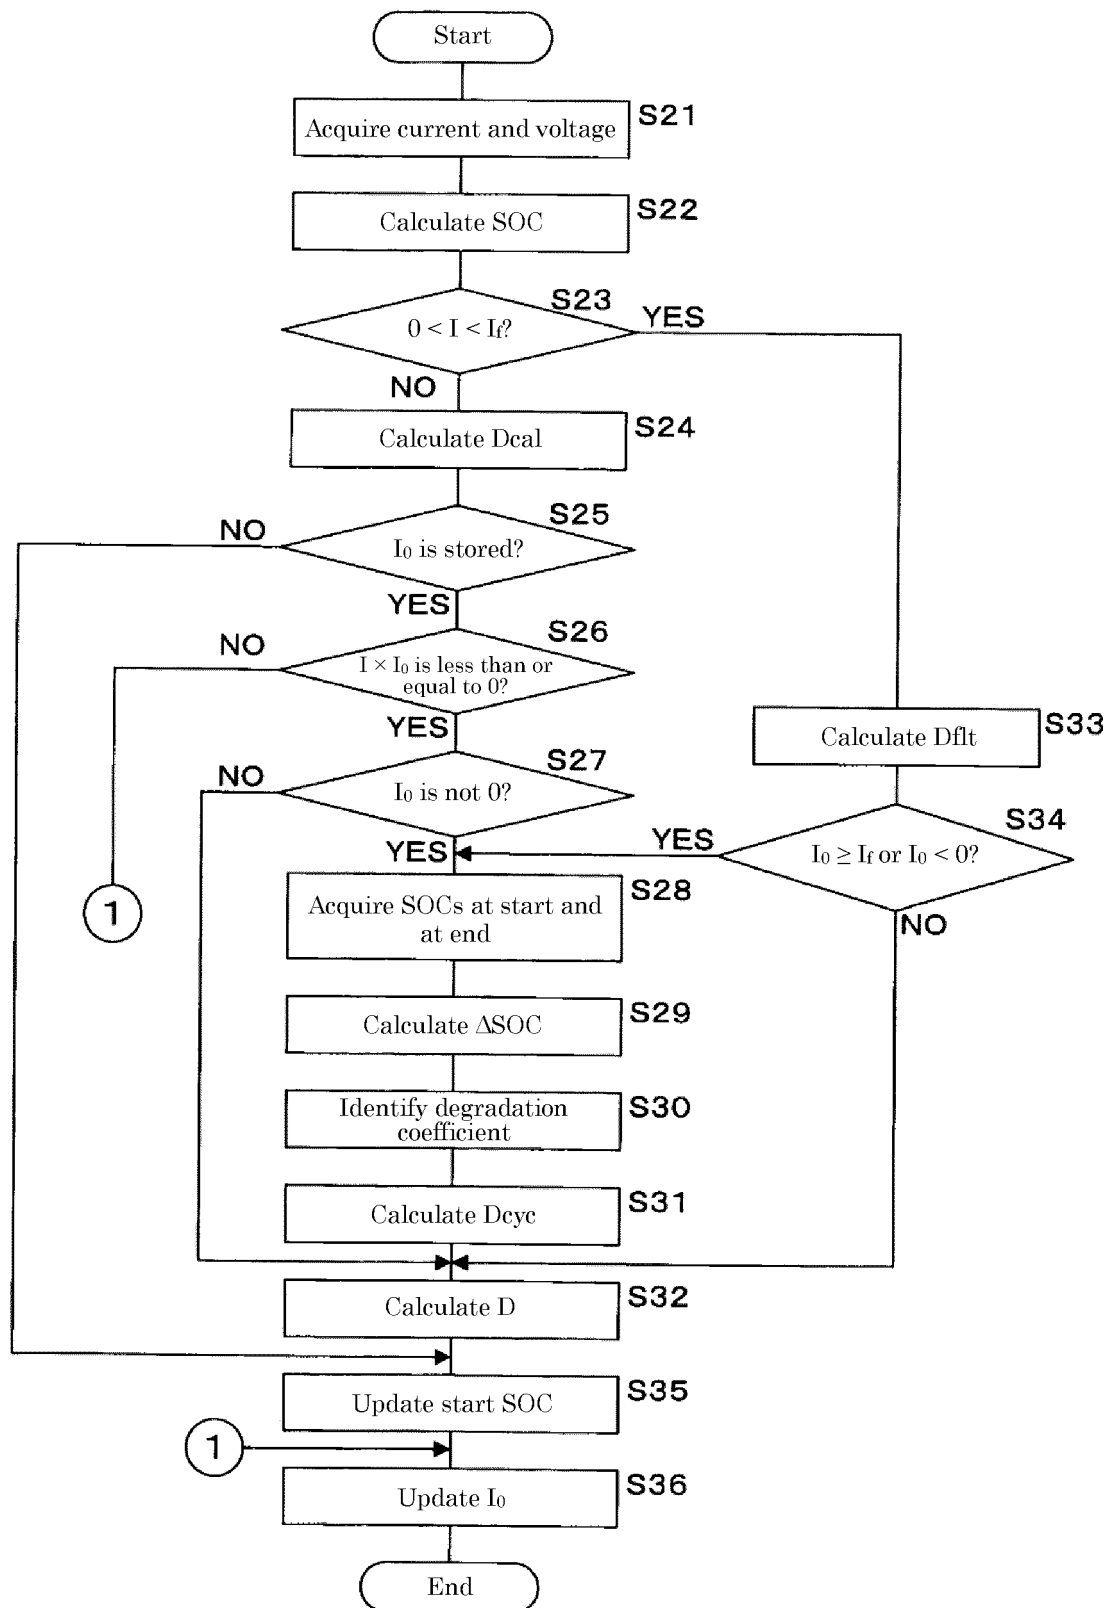 Start
Acquire current and voltage
S21
Calculate SOC
S22
S23
0 < I < If?
YES
NO
Calculate Dcal
S24
S25
NO
I0 is stored?
YES
S26
NO
I × I0 is less than or
equal to 0?
YES
S27
NO
I0 is not 0?
YES
Calculate Dflt
S33
S34
YES
I0 ≥ If or I0 < 0?
NO
1
Acquire SOCs at start and
at end
S28
Calculate ΔSOC
S29
Identify degradation
coefficient
S30
Calculate Dcyc
S31
Calculate D
S32
Update start SOC
S35
1
Update I0
S36
End